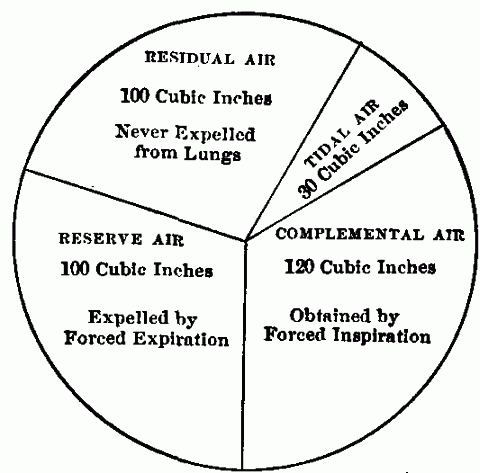 RESIDUAL AIR
100 Cubic Inches
Never Expelled
from Lungs
TIDAL AIR
30 Cubic Inches
RESERVE AIR
100 Cubic Inches
Expelled by
Forced Expiration
COMPLEMENTAL AIR
120 Cubic Inches
Obtained by
Forced Inspiration